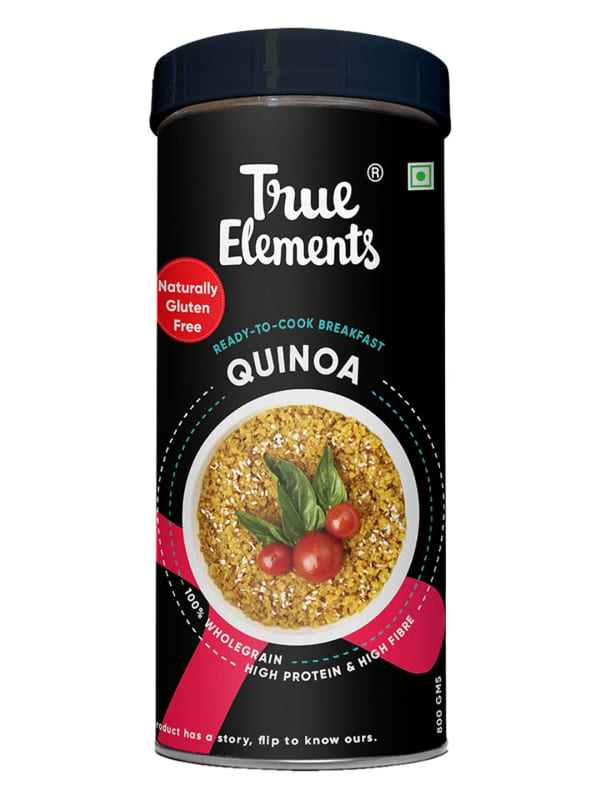 True ®
Elements
Naturally
Gluten
Free
READY-TO-COOK BREAKFAST
QUINOA
100% WHOLEGRAIN
HIGH PROTEIN & HIGH FIBRE
has a story, flip to know ours.
800 GMS